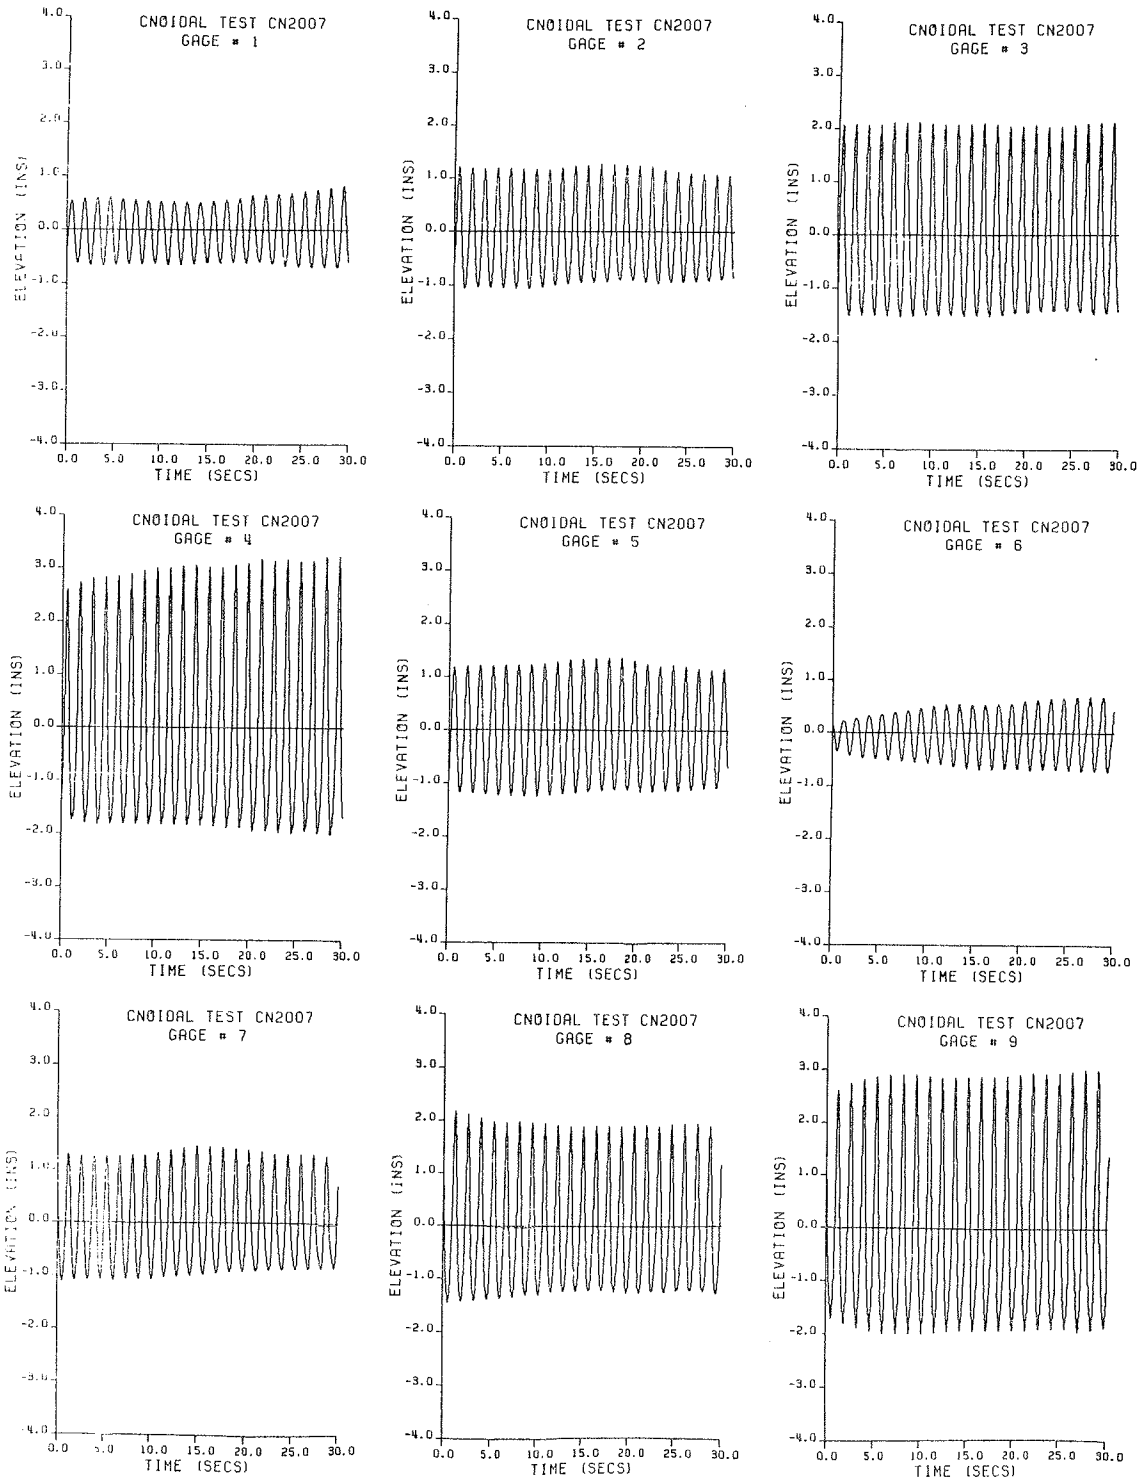 CNOIDAL TEST CN2007
GAGE # 1
4.0
3.0
2.0
1.0
0.0
-1.0
-2.0
-3.0
-4.0
ELEVATION (INS)
0.0 5.0 10.0 15.0 20.0 25.0 30.0
TIME (SECS)
CNOIDAL TEST CN2007
GAGE # 2
4.0
3.0
2.0
1.0
0.0
-1.0
-2.0
-3.0
-4.0
ELEVATION (INS)
0.0 5.0 10.0 15.0 20.0 25.0 30.0
TIME (SECS)
CNOIDAL TEST CN2007
GAGE # 3
4.0
3.0
2.0
1.0
0.0
-1.0
-2.0
-3.0
-4.0
ELEVATION (INS)
0.0 5.0 10.0 15.0 20.0 25.0 30.0
TIME (SECS)
CNOIDAL TEST CN2007
GAGE # 4
4.0
3.0
2.0
1.0
0.0
-1.0
-2.0
-3.0
-4.0
ELEVATION (INS)
0.0 5.0 10.0 15.0 20.0 25.0 30.0
TIME (SECS)
CNOIDAL TEST CN2007
GAGE # 5
4.0
3.0
2.0
1.0
0.0
-1.0
-2.0
-3.0
-4.0
ELEVATION (INS)
0.0 5.0 10.0 15.0 20.0 25.0 30.0
TIME (SECS)
CNOIDAL TEST CN2007
GAGE # 6
4.0
3.0
2.0
1.0
0.0
-1.0
-2.0
-3.0
-4.0
ELEVATION (INS)
0.0 5.0 10.0 15.0 20.0 25.0 30.0
TIME (SECS)
CNOIDAL TEST CN2007
GAGE # 7
4.0
3.0
2.0
1.0
0.0
-1.0
-2.0
-3.0
-4.0
ELEVATION (INS)
0.0 5.0 10.0 15.0 20.0 25.0 30.0
TIME (SECS)
CNOIDAL TEST CN2007
GAGE # 8
4.0
3.0
2.0
1.0
0.0
-1.0
-2.0
-3.0
-4.0
ELEVATION (INS)
0.0 5.0 10.0 15.0 20.0 25.0 30.0
TIME (SECS)
CNOIDAL TEST CN2007
GAGE # 9
4.0
3.0
2.0
1.0
0.0
-1.0
-2.0
-3.0
-4.0
ELEVATION (INS)
0.0 5.0 10.0 15.0 20.0 25.0 30.0
TIME (SECS)